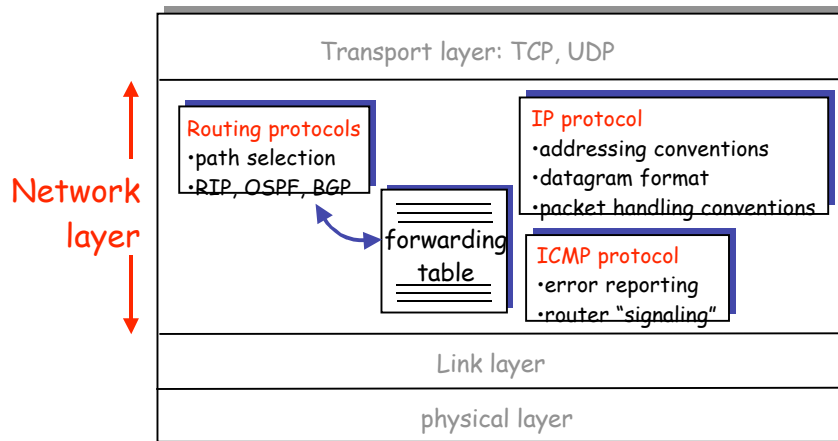 Transport layer: TCP, UDP
Network
layer
Routing protocols
•path selection
•RIP, OSPF, BGP
forwarding
table
IP protocol
•addressing conventions
•datagram format
•packet handling conventions
ICMP protocol
•error reporting
•router “signaling”
Link layer
physical layer